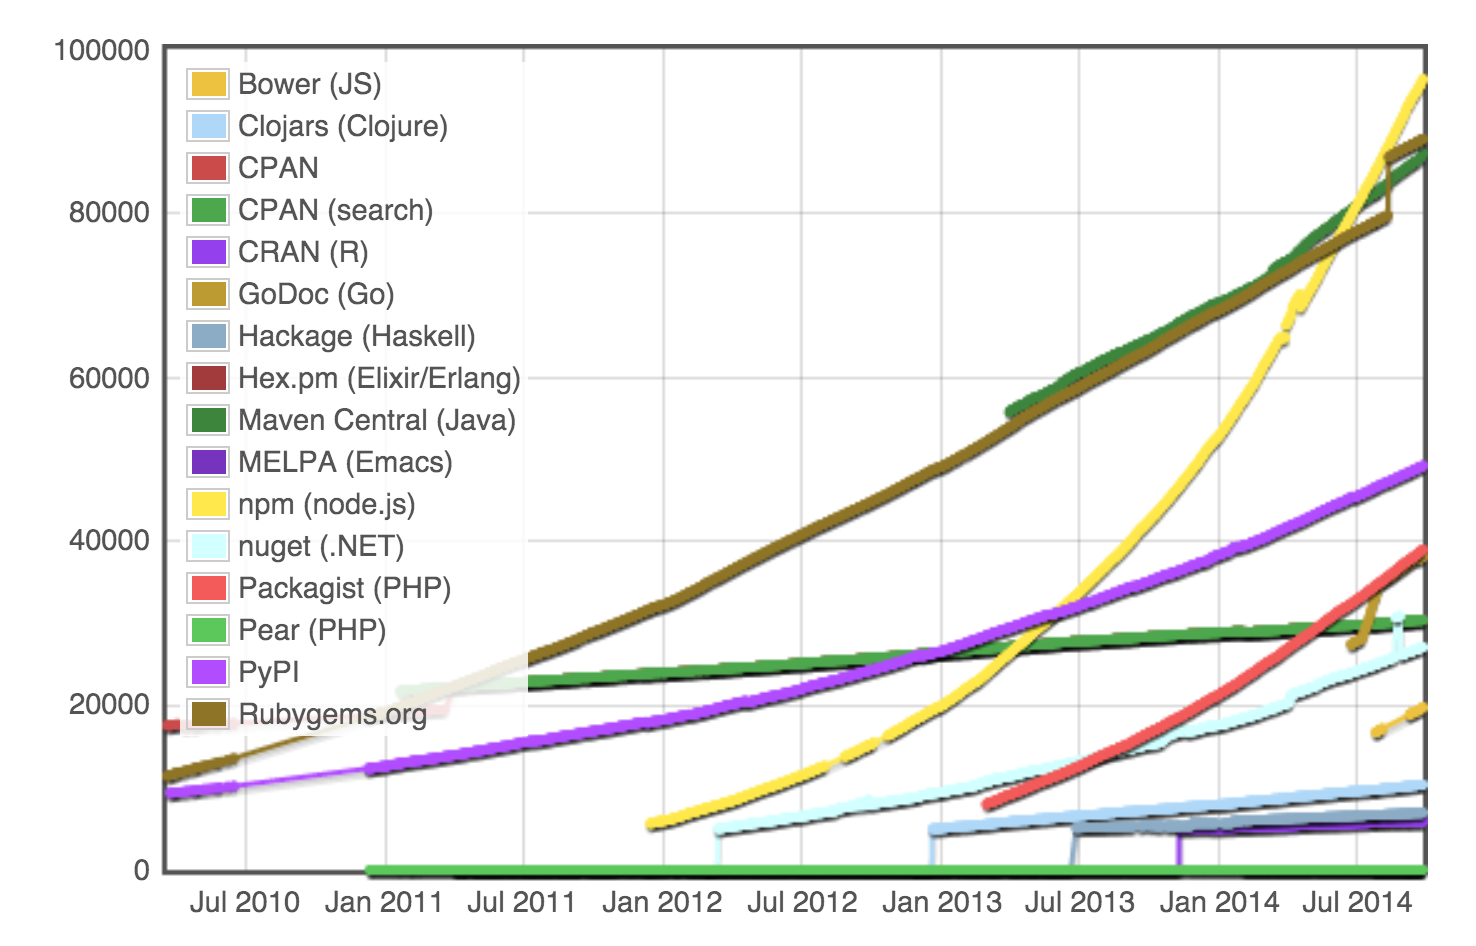 100000
80000
60000
40000
20000
0
Bower (JS)
Clojars (Clojure)
CPAN
CPAN (search)
CRAN (R)
GoDoc (Go)
Hackage (Haskell)
Hex.pm (Elixir/Erlang)
Maven Central (Java)
MELPA (Emacs)
npm (node.js)
nuget (.NET)
Packagist (PHP)
Pear (PHP)
PyPI
Rubygems.org
Jul 2010 Jan 2011 Jul 2011 Jan 2012 Jul 2012 Jan 2013 Jul 2013 Jan 2014 Jul 2014